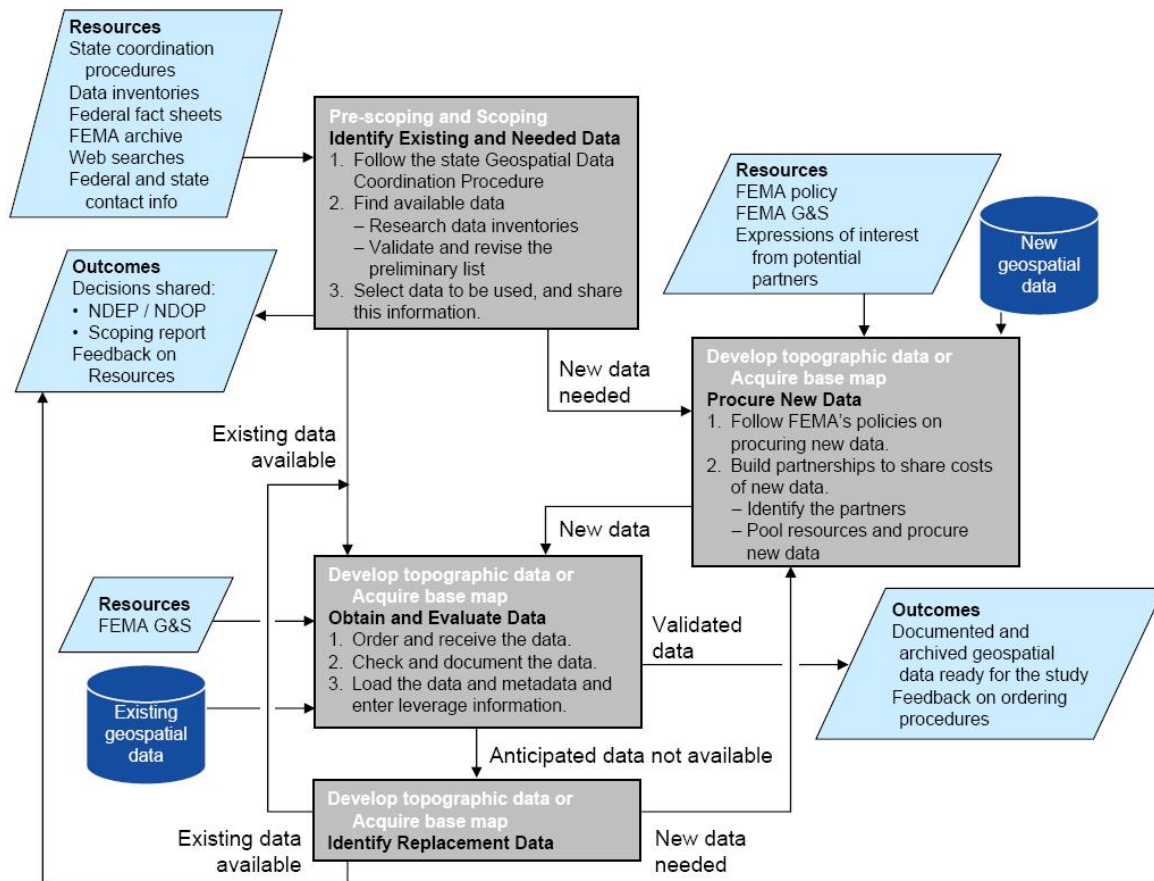 Resources
State coordination
procedures
Data inventories
Federal fact sheets
FEMA archive
Web searches
Federal and state
contact info
Pre-scoping and Scoping
Identify Existing and Needed Data
1. Follow the state Geospatial Data
Coordination Procedure
2. Find available data
– Research data inventories
– Validate and revise the
preliminary list
3. Select data to be used, and share
this information.
Resources
FEMA policy
FEMA G&S
Expressions of interest
from potential
partners
New
geospatial
data
Outcomes
Decisions shared:
• NDEP / NDOP
• Scoping report
Feedback on
Resources
New data
needed
Develop topographic data or
Acquire base map
Procure New Data
1. Follow FEMA's policies on
procuring new data.
2. Build partnerships to share costs
of new data.
– Identify the partners
– Pool resources and procure
new data
Existing data
available
New data
Resources
FEMA G&S
Existing
geospatial
data
Develop topographic data or
Acquire base map
Obtain and Evaluate Data
1. Order and receive the data.
2. Check and document the data.
3. Load the data and metadata and
enter leverage information.
Validated
data
Outcomes
Documented and
archived geospatial
data ready for the study
Feedback on ordering
procedures
Anticipated data not available
Develop topographic data or
Acquire base map
Identify Replacement Data
Existing data
available
New data
needed